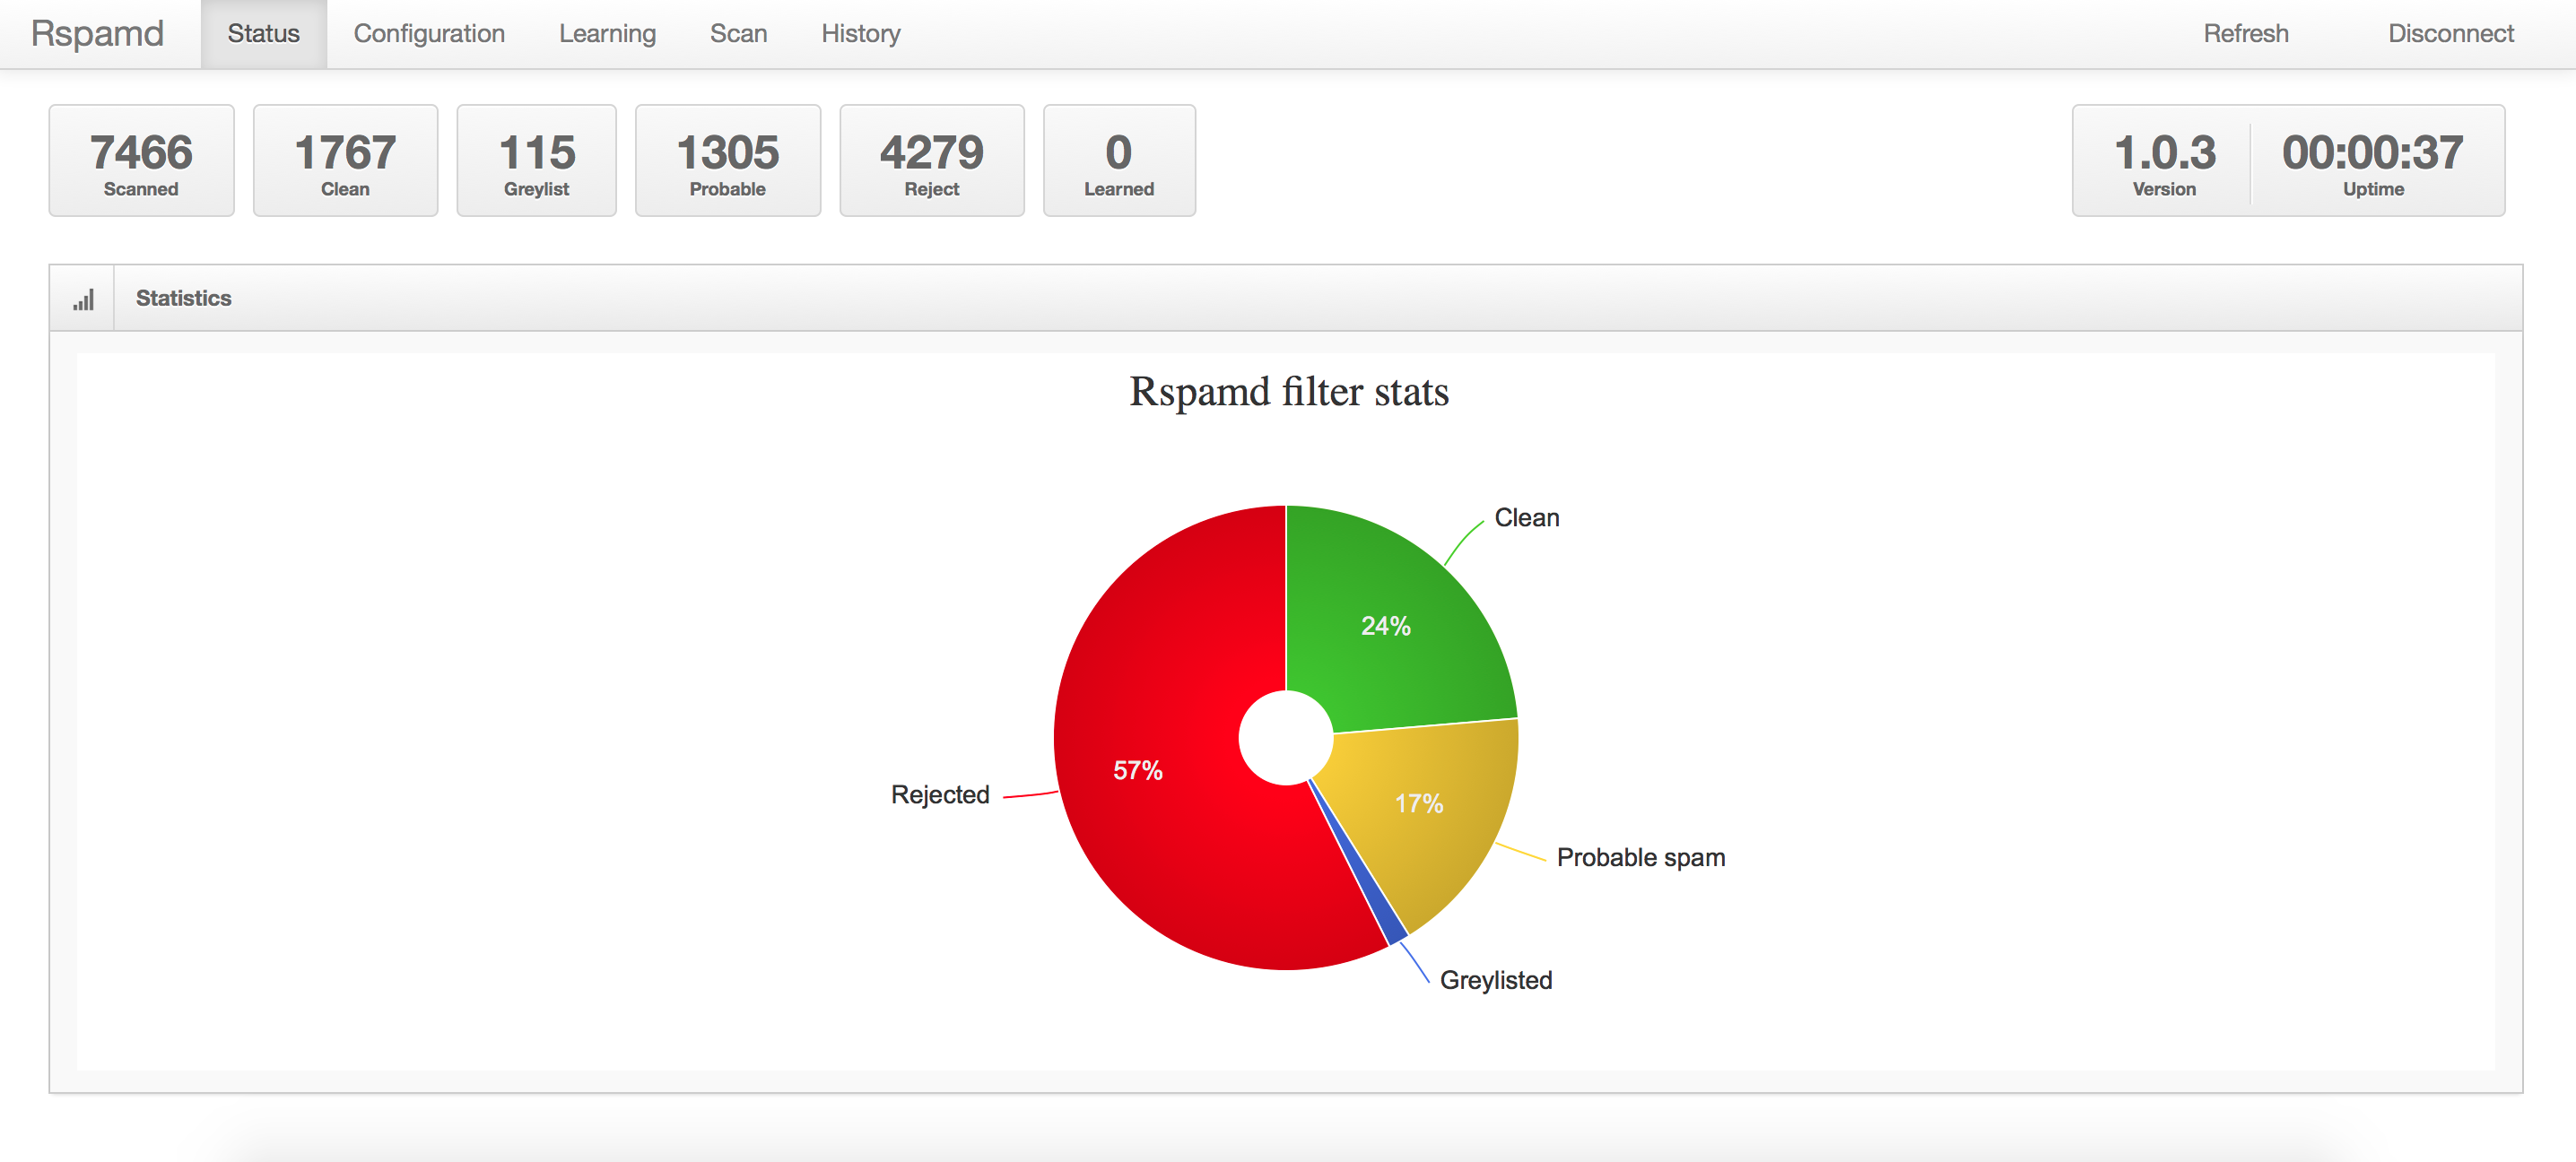 Rspamd Status Configuration Learning Scan History Refresh Disconnect
7466 1767 115 1305 4279 0 1.0.3 00:00:37
Scanned Clean Greylist Probable Reject Learned Version Uptime
Statistics
Rspamd filter stats
Clean
24%
57%
Rejected
17%
Probable spam
Greylisted